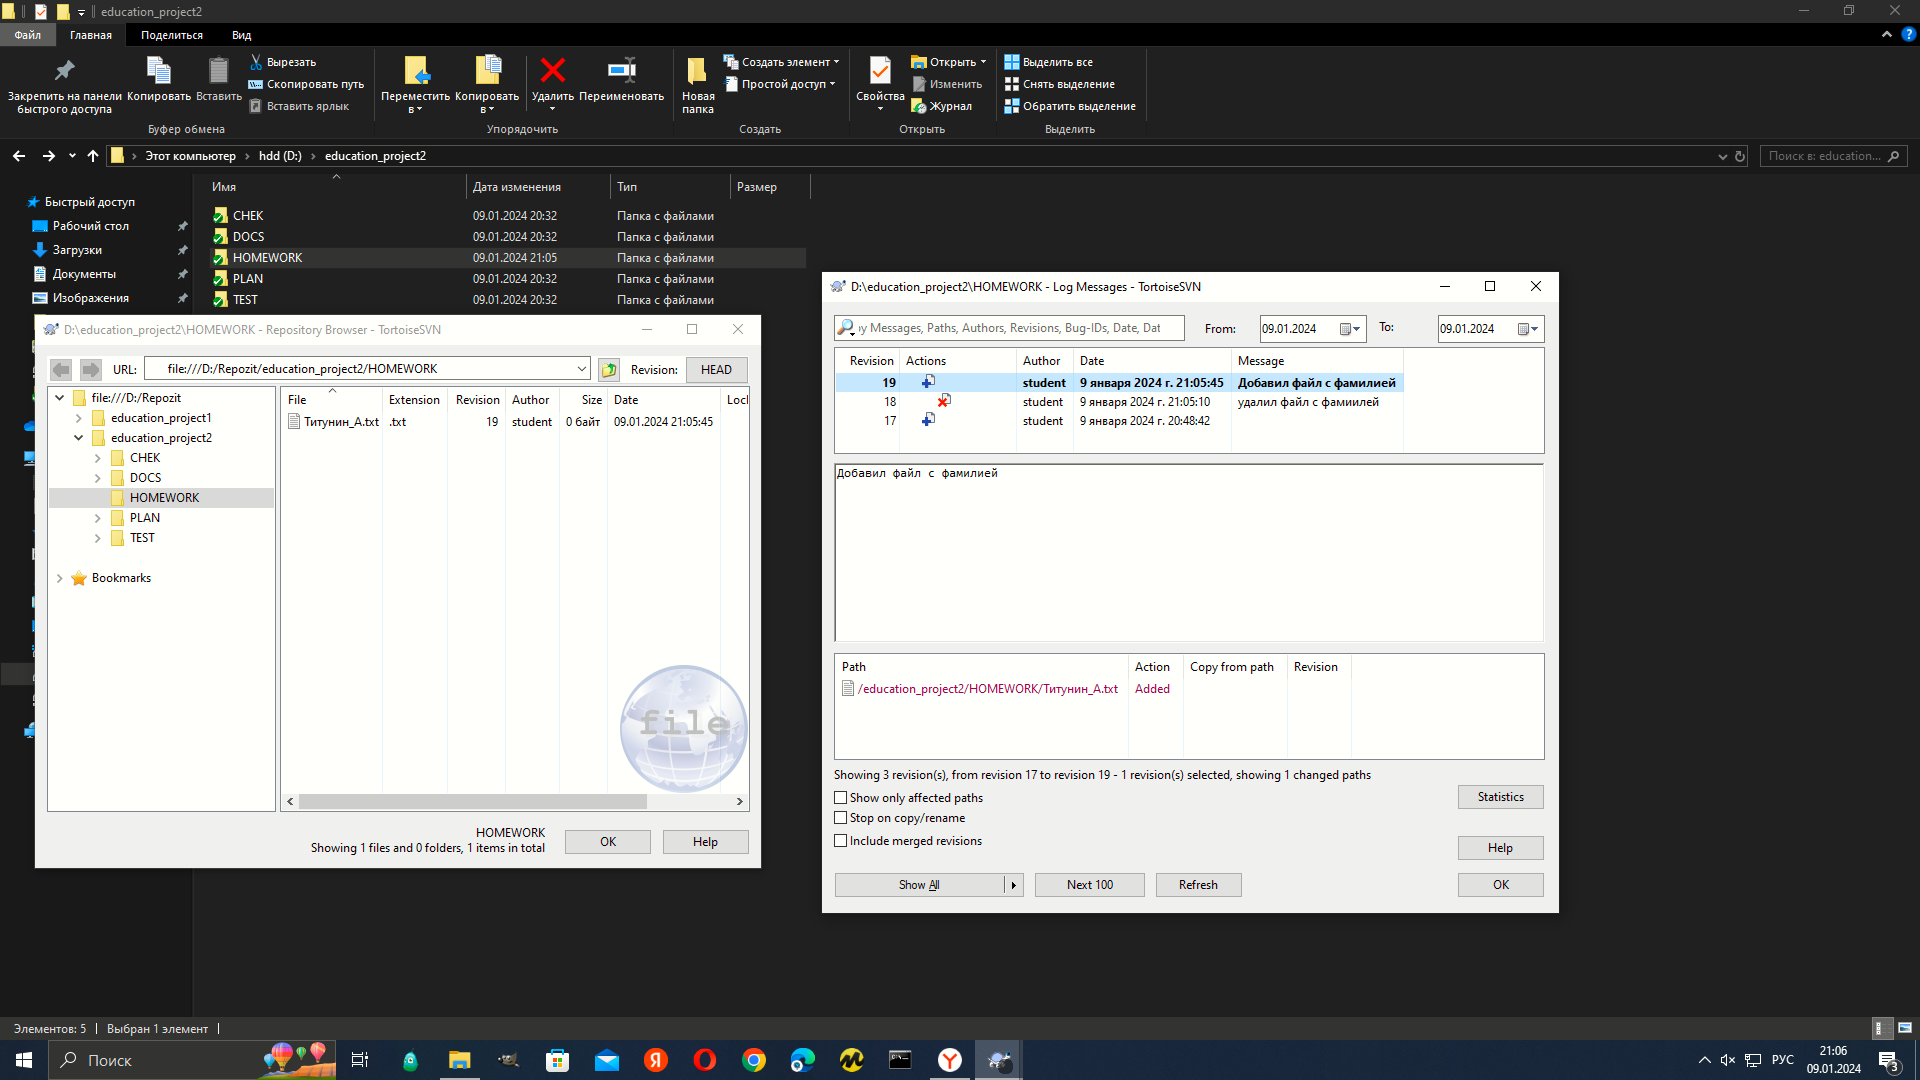 education_project2
Файл
Главная
Поделиться
Вид
Закрепить на панели быстрого доступа
Копировать
Вставить
Вырезать
Скопировать путь
Вставить ярлык
Буфер обмена
Переместить в
Копировать в
Удалить
Переименовать
Упорядочить
Новая папка
Создать элемент
Простой доступ
Создать
Свойства
Открыть
Изменить
Журнал
Открыть
Выделить все
Снять выделение
Обратить выделение
Выделить
Этот компьютер › hdd (D:) › education_project2
Поиск в: education...
Имя Дата изменения Тип Размер
Быстрый доступ
Рабочий стол
Загрузки
Документы
Изображения
CHEK 09.01.2024 20:32 Папка с файлами
DOCS 09.01.2024 20:32 Папка с файлами
HOMEWORK 09.01.2024 21:05 Папка с файлами
PLAN 09.01.2024 20:32 Папка с файлами
TEST 09.01.2024 20:32 Папка с файлами
D:\education_project2\HOMEWORK - Repository Browser - TortoiseSVN
URL: file:///D:/Repozit/education_project2/HOMEWORK Revision: HEAD
file:///D:/Repozit
education_project1
education_project2
CHEK
DOCS
HOMEWORK
PLAN
TEST
Bookmarks
File Extension Revision Author Size Date Loc
Титунин_А.txt .txt 19 student 0 байт 09.01.2024 21:05:45
file
HOMEWORK
Showing 1 files and 0 folders, 1 items in total
OK
Help
D:\education_project2\HOMEWORK - Log Messages - TortoiseSVN
y Messages, Paths, Authors, Revisions, Bug-IDs, Date, Dat
From: 09.01.2024 To: 09.01.2024
Revision Actions Author Date Message
19 student 9 января 2024 г. 21:05:45 Добавил файл с фамилией
18 student 9 января 2024 г. 21:05:10 удалил файл с фамиилей
17 student 9 января 2024 г. 20:48:42
Добавил файл с фамилией
Path Action Copy from path Revision
/education_project2/HOMEWORK/Титунин_А.txt Added
Showing 3 revision(s), from revision 17 to revision 19 - 1 revision(s) selected, showing 1 changed paths
Show only affected paths
Stop on copy/rename
Include merged revisions
Statistics
Help
Show All
Next 100
Refresh
OK
Элементов: 5
Выбран 1 элемент
Поиск
РУС
21:06
09.01.2024
3